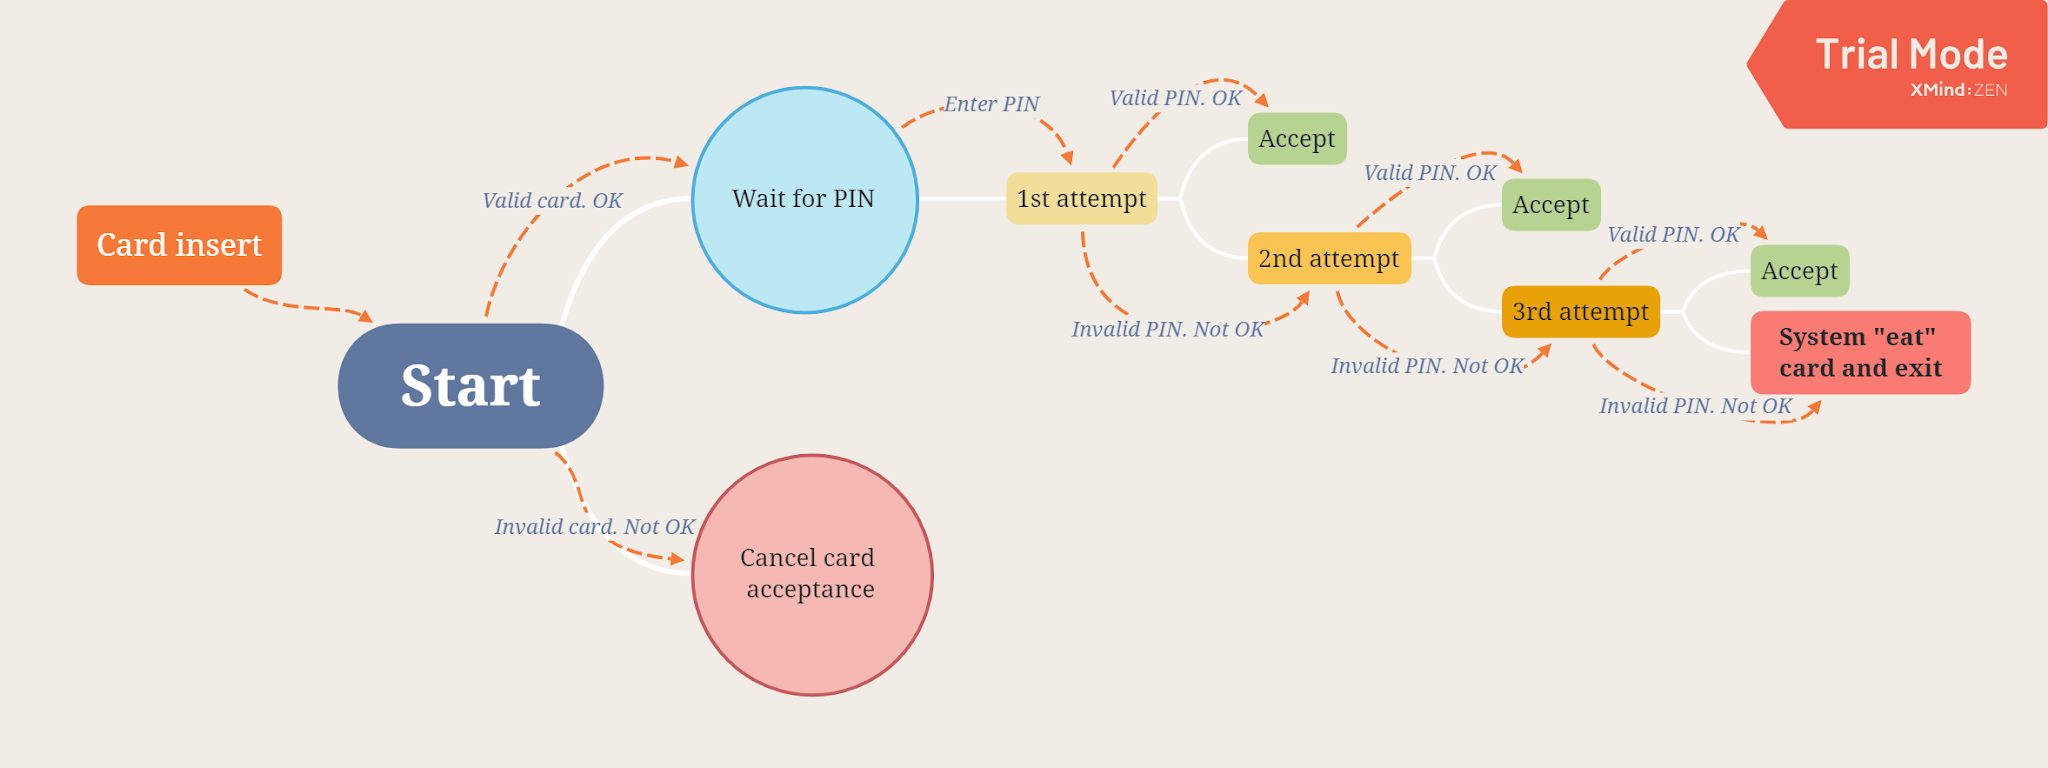 Trial Mode
XMind:ZEN
Card insert
Start
Valid card. OK
Invalid card. Not OK
Wait for PIN
Cancel card
acceptance
Enter PIN
1st attempt
Valid PIN. OK
Accept
Invalid PIN. Not OK
2nd attempt
Valid PIN. OK
Accept
Invalid PIN. Not OK
3rd attempt
Valid PIN. OK
Accept
Invalid PIN. Not OK
System "eat"
card and exit